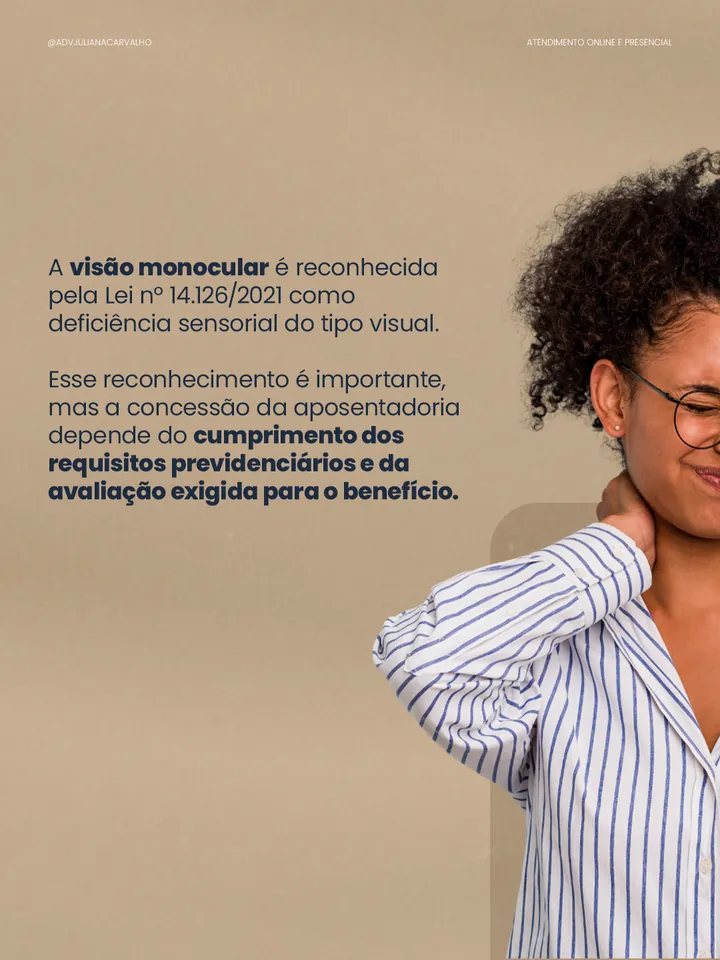 @ADVJULIANACARVALHO
ATENDIMENTO ONLINE E PRESENCIAL
A visão monocular é reconhecida
pela Lei nº 14.126/2021 como
deficiência sensorial do tipo visual.
Esse reconhecimento é importante,
mas a concessão da aposentadoria
depende do cumprimento dos
requisitos previdenciários e da
avaliação exigida para o benefício.